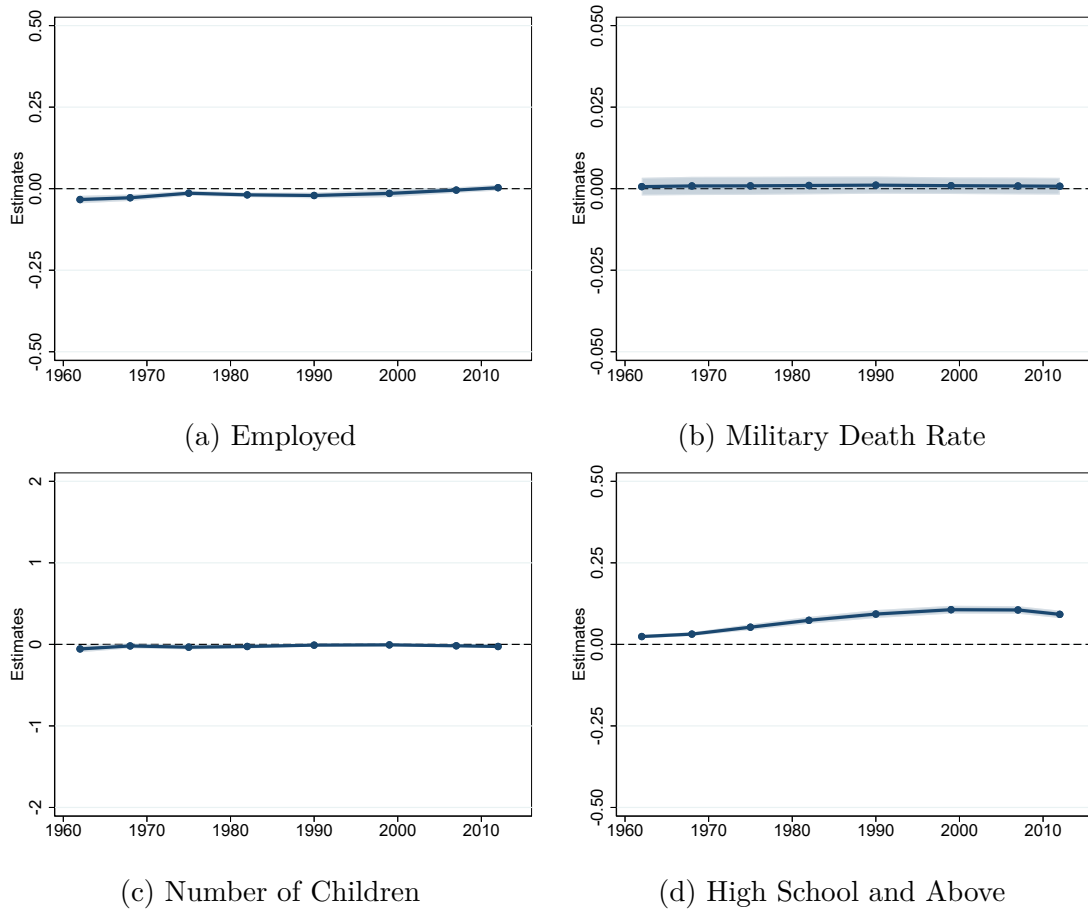 0.50
0.25
0.00
-0.25
-0.50
Estimates
1960 1970 1980 1990 2000 2010
(a) Employed
0.050
0.025
0.000
-0.025
-0.050
Estimates
1960 1970 1980 1990 2000 2010
(b) Military Death Rate
2
1
0
-1
-2
Estimates
1960 1970 1980 1990 2000 2010
(c) Number of Children
0.50
0.25
0.00
-0.25
-0.50
Estimates
1960 1970 1980 1990 2000 2010
(d) High School and Above